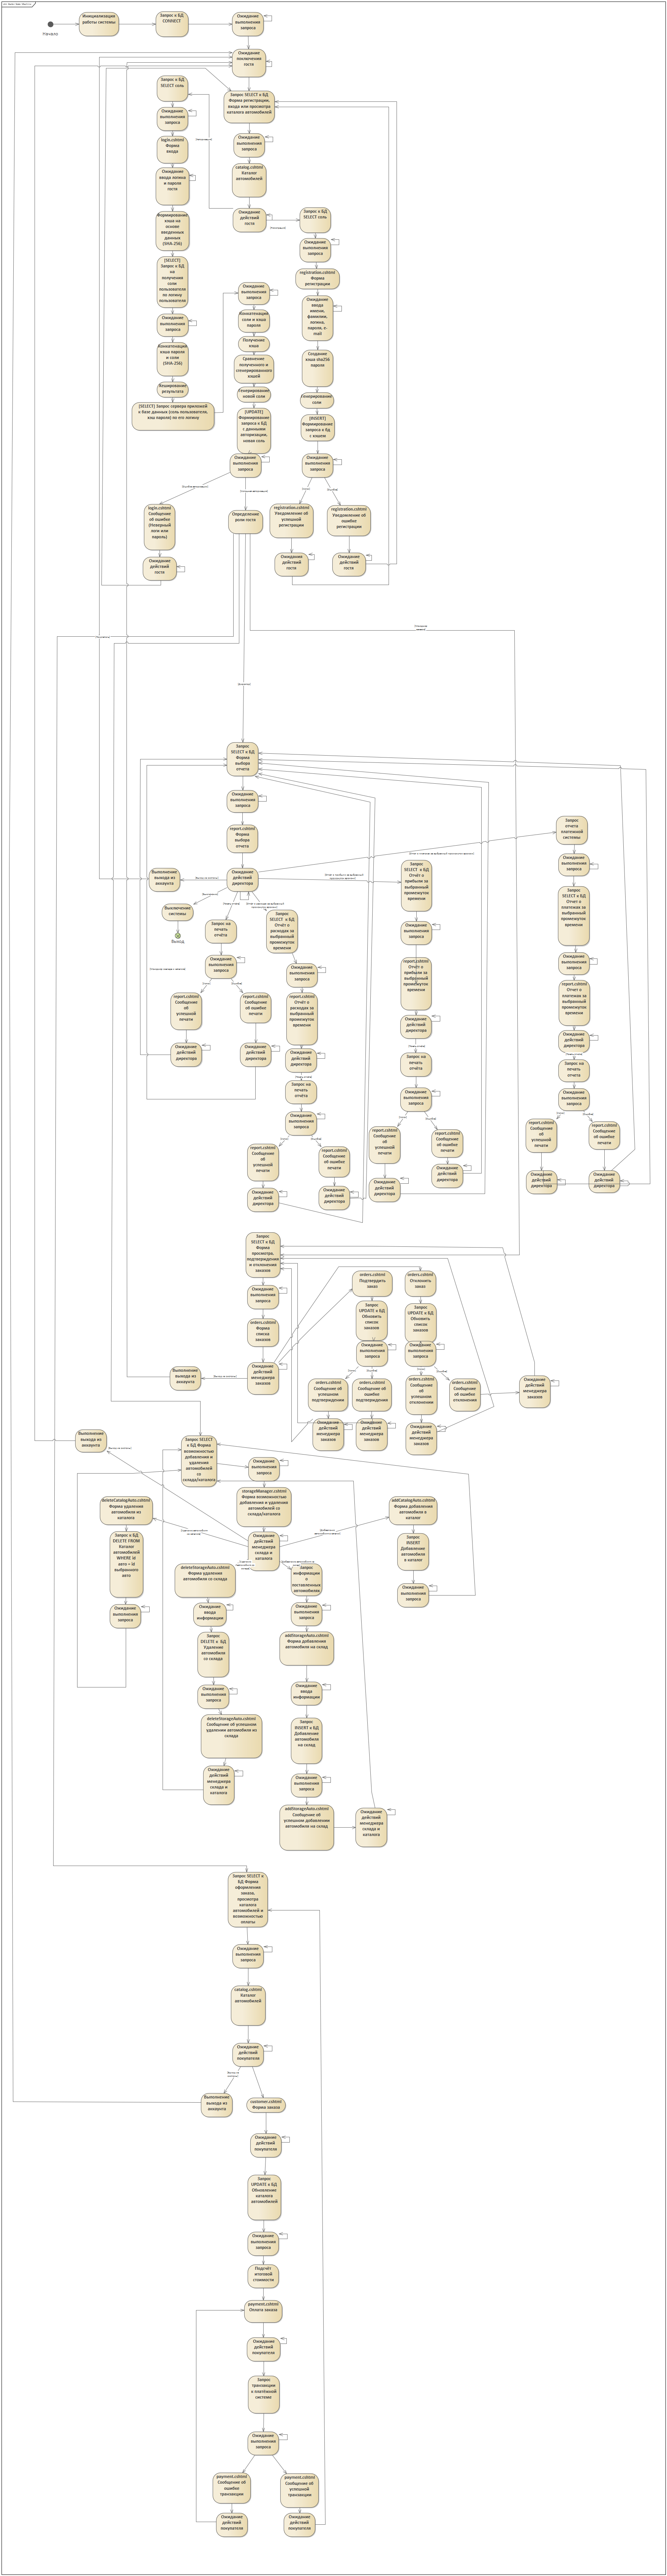 Начало
Инициализация
работы системы
Запрос к БД
CONNECT
Ожидание
выполнения
запроса
Ожидание
подключения
гостя
Запрос SELECT к БД
Форма регистрации,
входа или просмотра
каталога автомобилей
Ожидание
выполнения
запроса
catalog.cshtml
Каталог
автомобилей
Ожидание
действий
гостя
Запрос к БД
SELECT соль
Ожидание
выполнения
запроса
login.cshtml
Форма
входа
Ожидание
ввода логина
и пароля
гостя
Формирование
хэша на
основе
введенных
данных
(SHA-256)
[SELECT]
Запрос к БД
на
получение
соли
пользователя
по логину
пользователя
Ожидание
выполнения
запроса
Конкатенация
хэша пароля
и соли
(SHA-256)
Хеширование
результата
[SELECT] Запрос сервера приложений
к базе данных (соль пользователя,
хэш пароля) по его логину
Ожидание
выполнения
запроса
Конкатенация
соли и хэша
пароля
Получение
хэша
Сравнение
полученного и
сгенерированного
хэшей
Генерирование
новой соли
[UPDATE]
Формирование
запроса к БД
с данными
авторизации,
новая соль
Ожидание
выполнения
запроса
login.cshtml
Сообщение
об ошибке
(Неверный
логи или
пароль)
Ожидание
действий
гостя
Определение
роли гостя
Запрос к БД
SELECT соль
Ожидание
выполнения
запроса
registration.cshtml
Форма
регистрации
Ожидание
ввода
имени,
фамилии,
логина,
пароля, e-
mail
Создание
хэша sha256
пароля
Генерирование
соли
[INSERT]
Формирование
запроса к бд
с хэшем
Ожидание
выполнения
запроса
registration.cshtml
Уведомление об
успешной
регистрации
Ожидание
действий
гостя
registration.cshtml
Уведомление об
ошибке
регистрации
Ожидание
действий
гостя
Запрос
SELECT к БД
Форма
выбора
отчета
Ожидание
выполнения
запроса
report.cshtml
Форма
выбора
отчета
Ожидание
действий
директора
Выполнение
выхода из
аккаунта
Выключение
системы
Выход
Запрос на
печать
отчёта
Ожидание
выполнения
запроса
report.cshtml
Сообщение
об
успешной
печати
Ожидание
действий
директора
report.cshtml
Сообщение
об ошибке
печати
Ожидание
действий
директора
Запрос
SELECT к БД
Отчёт о
расходах за
выбранный
промежуток
времени
Ожидание
выполнения
запроса
report.cshtml
Отчёт о
расходах за
выбранный
промежуток
времени
Ожидание
действий
директора
Запрос на
печать
отчёта
Ожидание
выполнения
запроса
report.cshtml
Сообщение
об
успешной
печати
Ожидание
действий
директора
report.cshtml
Сообщение
об ошибке
печати
Ожидание
действий
директора
Запрос
SELECT к БД
Отчёт о
прибыли за
выбранный
промежуток
времени
Ожидание
выполнения
запроса
report.cshtml
Отчёт о
прибыли за
выбранный
промежуток
времени
Ожидание
действий
директора
Запрос на
печать
отчёта
Ожидание
выполнения
запроса
report.cshtml
Сообщение
об
успешной
печати
Ожидание
действий
директора
report.cshtml
Сообщение
об ошибке
печати
Ожидание
действий
директора
Запрос
отчета
платежной
системы
Ожидание
выполнения
запроса
Запрос
SELECT к БД
Отчет о
платежах за
выбранный
промежуток
времени
Ожидание
выполнения
запроса
report.cshtml
Отчет о
платежах за
выбранный
промежуток
времени
Ожидание
действий
директора
Запрос на
печать
отчета
Ожидание
выполнения
запроса
report.cshtml
Сообщение
об
успешной
печати
Ожидание
действий
директора
report.cshtml
Сообщение
об ошибке
печати
Ожидание
действий
директора
Запрос
SELECT к БД
Форма
просмотра,
подтверждения
и отклонения
заказов
Ожидание
выполнения
запроса
orders.cshtml
Форма
списка
заказов
Ожидание
действий
менеджера
заказов
Выполнение
выхода из
аккаунта
orders.cshtml
Подтвердить
заказ
Запрос
UPDATE к БД
Обновить
список
заказов
Ожидание
выполнения
запроса
orders.cshtml
Сообщение об
успешном
подтверждении
Ожидание
действий
менеджера
заказов
orders.cshtml
Сообщение об
ошибке
подтверждения
Ожидание
действий
менеджера
заказов
orders.cshtml
Отклонить
заказ
Запрос
UPDATE к БД
Обновить
список
заказов
Ожидание
выполнения
запроса
orders.cshtml
Сообщение
об
успешном
отклонении
Ожидание
действий
менеджера
заказов
orders.cshtml
Сообщение
об ошибке
отклонения
Ожидание
действий
менеджера
заказов
Выполнение
выхода из
аккаунта
Запрос SELECT
к БД Форма
возможностью
добавления и
удаления
автомобилей
со
склада/каталога
Ожидание
выполнения
запроса
storageManager.cshtml
Форма возможностью
добавления и удаления
автомобилей со
склада/каталога
Ожидание
действий
менеджера
склада и
каталога
deleteCatalogAuto.cshtml
Форма удаления
автомобиля из
каталога
Запрос к БД
DELETE FROM
Каталог
автомобилей
WHERE id
авто = id
выбранного
авто
Ожидание
выполнения
запроса
deleteStorageAuto.cshtml
Форма удаления
автомобиля со склада
Ожидание
ввода
информации
Запрос
DELETE к БД
Удаление
автомобиля
со склада
Ожидание
выполнения
запроса
deleteStorageAuto.cshtml
Сообщение об успешном
удалении автомобиля из
склада
Ожидание
действий
менеджера
склада и
каталога
Запрос
информации
о
поставленных
автомобилях
Ожидание
выполнения
запроса
addStorageAuto.cshtml
Форма добавления
автомобиля на склад
Ожидание
ввода
информации
Запрос
INSERT к БД
Добавление
автомобиля
на склад
Ожидание
выполнения
запроса
addStorageAuto.cshtml
Сообщение об
успешном добавлении
автомобиля на склад
Ожидание
действий
менеджера
склада и
каталога
addCatalogAuto.cshtml
Форма добавления
автомобиля в
каталог
Запрос
INSERT
Добавление
автомобиля
в каталог
Ожидание
выполнения
запроса
Запрос SELECT к
БД Форма
оформления
заказа,
просмотра
каталога
автомобилей и
возможностью
оплаты
Ожидание
выполнения
запроса
catalog.cshtml
Каталог
автомобилей
Ожидание
действий
покупателя
Выполнение
выхода из
аккаунта
customer.cshtml
Форма заказа
Ожидание
действий
покупателя
Запрос
UPDATE к БД
Обновление
каталога
автомобилей
Ожидание
выполнения
запроса
Подсчёт
итоговой
стоимости
payment.cshtml
Оплата заказа
Ожидание
действий
покупателя
Запрос
транзакции
к платёжной
системе
Ожидание
выполнения
запроса
payment.cshtml
Сообщение об
ошибке
транзакции
Ожидание
действий
покупателя
payment.cshtml
Сообщение об
успешной
транзакции
Ожидание
действий
покупателя